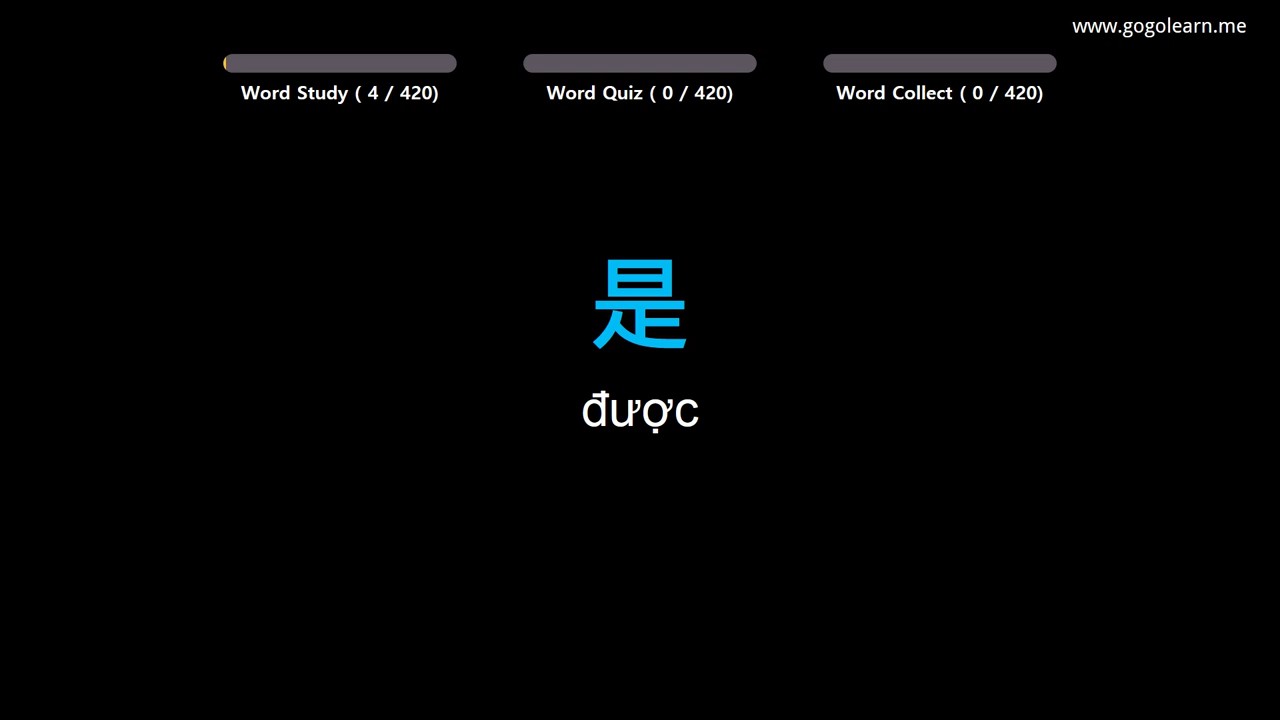 www.gogolearn.me
Word Study ( 4 / 420)
Word Quiz ( 0 / 420)
Word Collect ( 0 / 420)
是
được